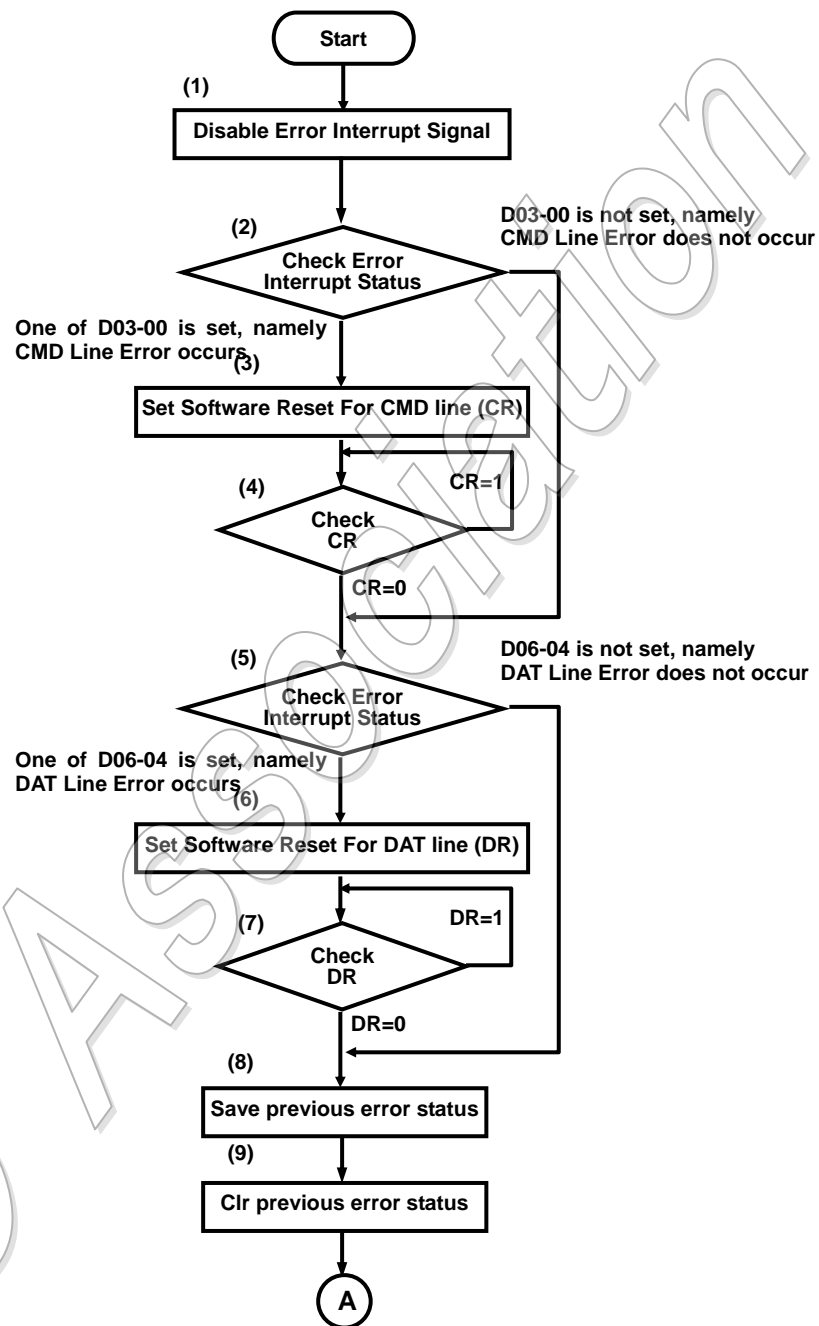 Start
(1)
Disable Error Interrupt Signal
(2)
D03-00 is not set, namely
CMD Line Error does not occur
Check Error
Interrupt Status
One of D03-00 is set, namely
CMD Line Error occurs
(3)
Set Software Reset For CMD line (CR)
CR=1
(4)
Check
CR
CR=0
D06-04 is not set, namely
DAT Line Error does not occur
(5)
Check Error
Interrupt Status
One of D06-04 is set, namely
DAT Line Error occurs
(6)
Set Software Reset For DAT line (DR)
DR=1
(7)
Check
DR
DR=0
(8)
Save previous error status
(9)
Clr previous error status
A
Association